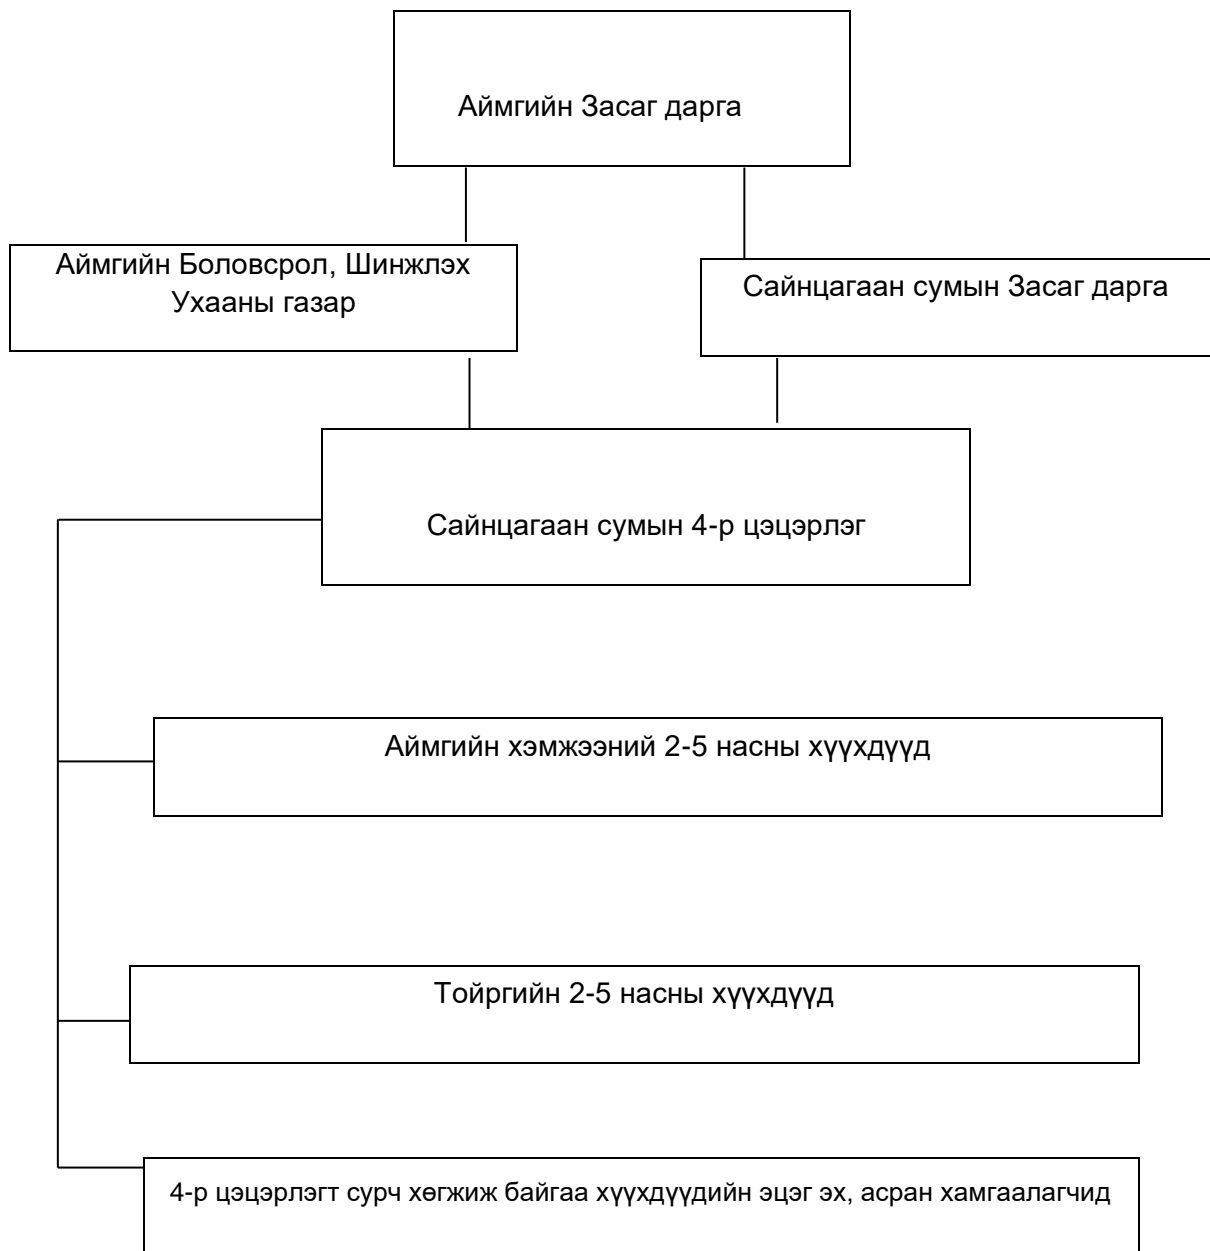 Аймгийн Засаг дарга
Аймгийн Боловсрол, Шинжлэх
Ухааны газар
Сайнцагаан сумын Засаг дарга
Сайнцагаан сумын 4-р цэцэрлэг
Аймгийн хэмжээний 2-5 насны хүүхдүүд
Тойргийн 2-5 насны хүүхдүүд
4-р цэцэрлэгт сурч хөгжиж байгаа хүүхдүүдийн эцэг эх, асран хамгаалагчид